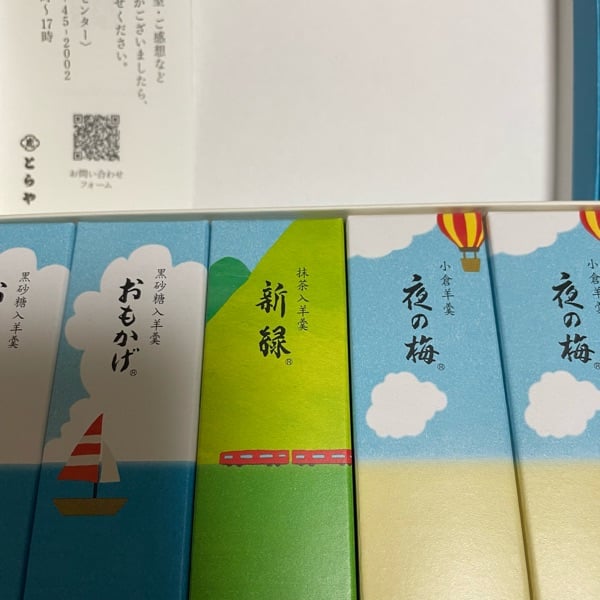 望・ご感想など
がございましたら、
せください。
センター〉
45-2002
〜17時
とらや
お問い合わせ
フォーム
黒砂糖入羊羹
お
黒砂糖入羊羹
おもかげ®
抹茶入羊羹
新緑®
小倉羊羹
夜の梅®
小倉羊羹
夜の梅®